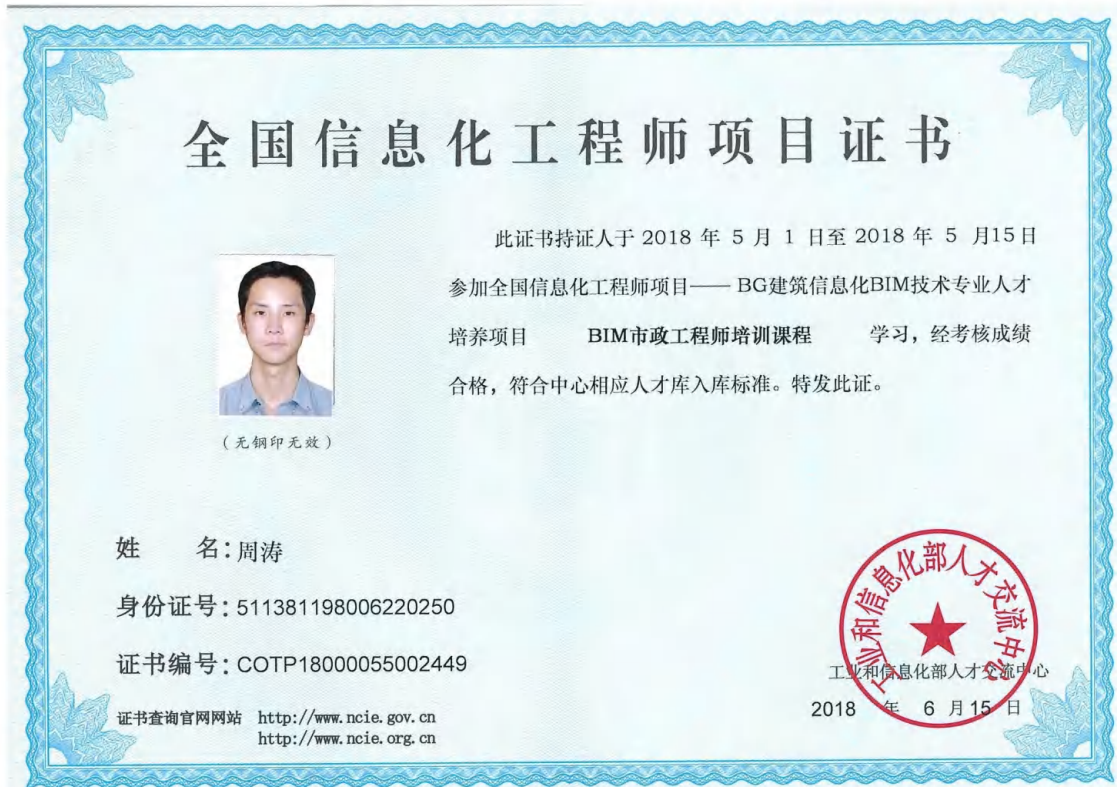 全国信息化工程师项目证书
此证书持证人于 2018 年 5 月 1 日至 2018 年 5 月15日
参加全国信息化工程师项目—— BG建筑信息化BIM技术专业人才
培养项目 BIM市政工程师培训课程 学习，经考核成绩
合格，符合中心相应人才库入库标准。特发此证。
（无钢印无效）
姓 名：周涛
身份证号：511381198006220250
证书编号：COTP18000055002449
证书查询官网网站 http://www.ncie.gov.cn
http://www.ncie.org.cn
工业和信息化部人才交流中心
工业和信息化部人才交流中心
2018 年 6 月 15 日